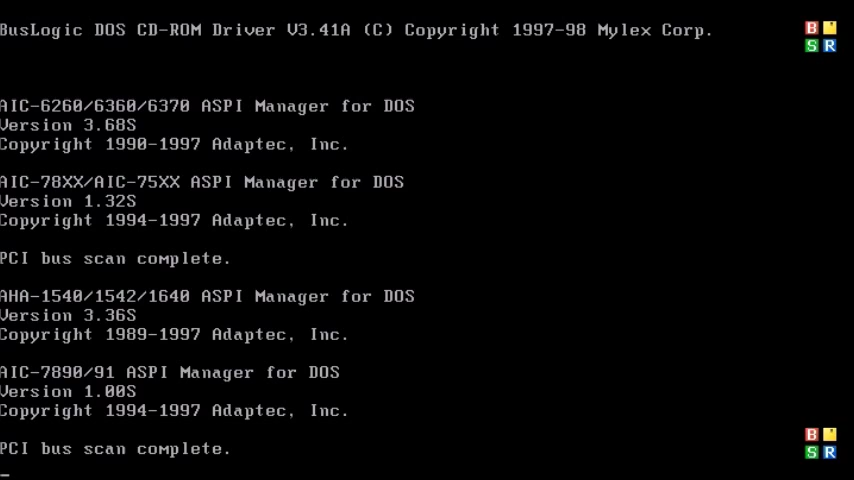 BusLogic DOS CD-ROM Driver V3.41A (C) Copyright 1997-98 Mylex Corp.
B
S R
AIC-6260/6360/6370 ASPI Manager for DOS
Version 3.68S
Copyright 1990-1997 Adaptec, Inc.
AIC-78XX/AIC-75XX ASPI Manager for DOS
Version 1.32S
Copyright 1994-1997 Adaptec, Inc.
PCI bus scan complete.
AHA-1540/1542/1640 ASPI Manager for DOS
Version 3.36S
Copyright 1989-1997 Adaptec, Inc.
AIC-7890/91 ASPI Manager for DOS
Version 1.00S
Copyright 1994-1997 Adaptec, Inc.
PCI bus scan complete.
B
S R